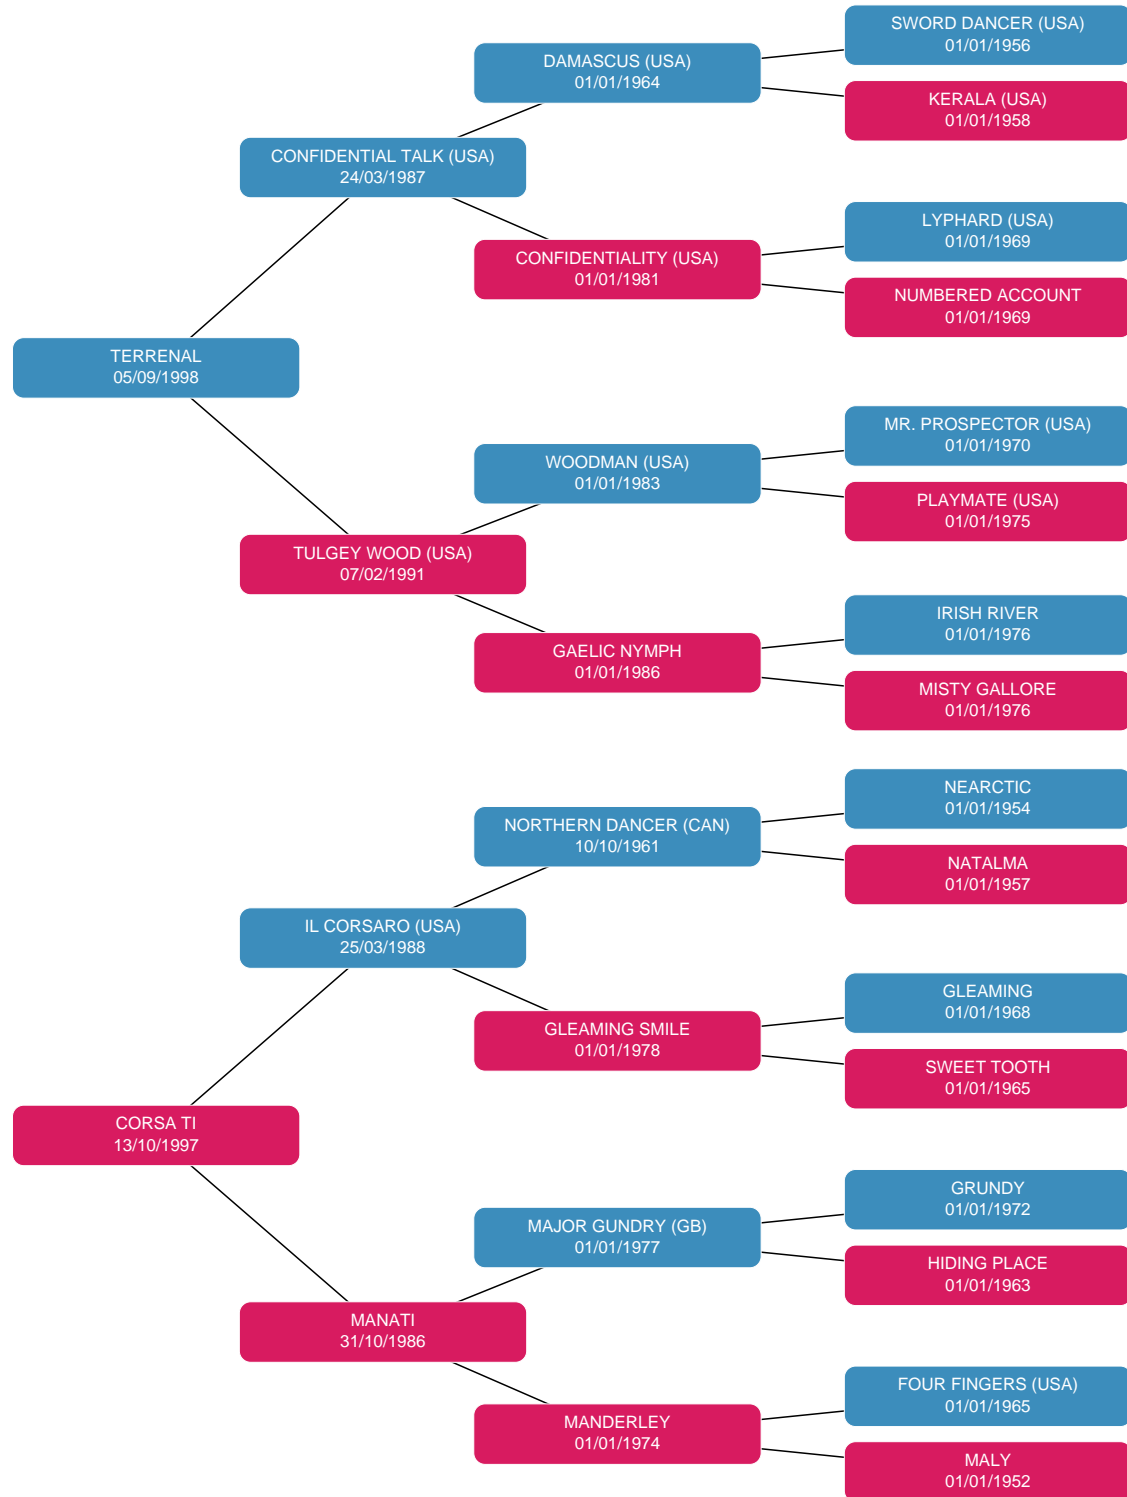 SWORD DANCER (USA)
01/01/1956
DAMASCUS (USA)
01/01/1964
KERALA (USA)
01/01/1958
CONFIDENTIAL TALK (USA)
24/03/1987
LYPHARD (USA)
01/01/1969
CONFIDENTIALITY (USA)
01/01/1981
NUMBERED ACCOUNT
01/01/1969
TERRENAL
05/09/1998
MR. PROSPECTOR (USA)
01/01/1970
WOODMAN (USA)
01/01/1983
PLAYMATE (USA)
01/01/1975
TULGEY WOOD (USA)
07/02/1991
IRISH RIVER
01/01/1976
GAELIC NYMPH
01/01/1986
MISTY GALLORE
01/01/1976
NEARCTIC
01/01/1954
NORTHERN DANCER (CAN)
10/10/1961
NATALMA
01/01/1957
IL CORSARO (USA)
25/03/1988
GLEAMING
01/01/1968
GLEAMING SMILE
01/01/1978
SWEET TOOTH
01/01/1965
CORSA TI
13/10/1997
GRUNDY
01/01/1972
MAJOR GUNDRY (GB)
01/01/1977
HIDING PLACE
01/01/1963
MANATI
31/10/1986
FOUR FINGERS (USA)
01/01/1965
MANDERLEY
01/01/1974
MALY
01/01/1952